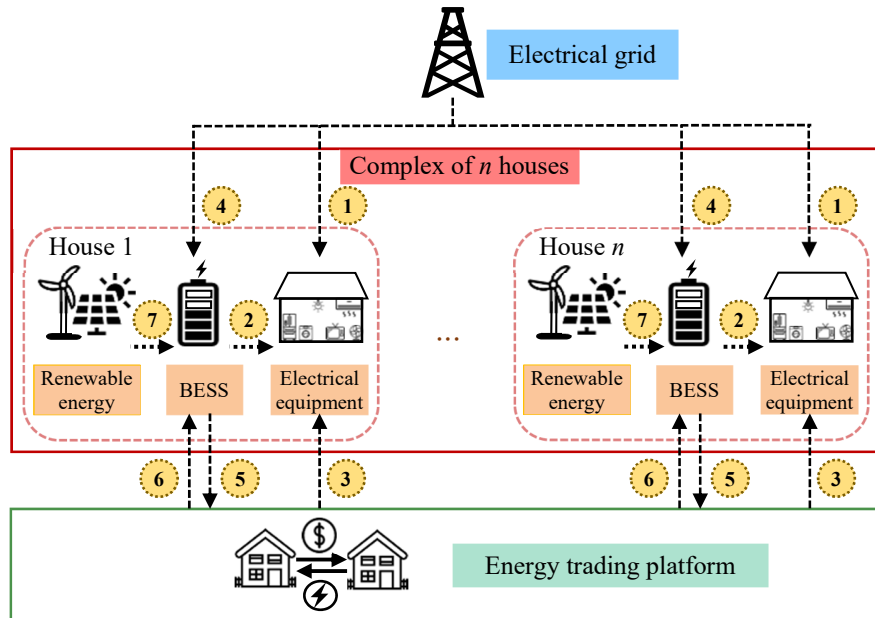 Electrical grid
Complex of n houses
4
1
4
1
House 1
House n
7
2
...
7
2
Renewable
energy
BESS
Electrical
equipment
Renewable
energy
BESS
Electrical
equipment
6
5
3
6
5
3
$
Energy trading platform